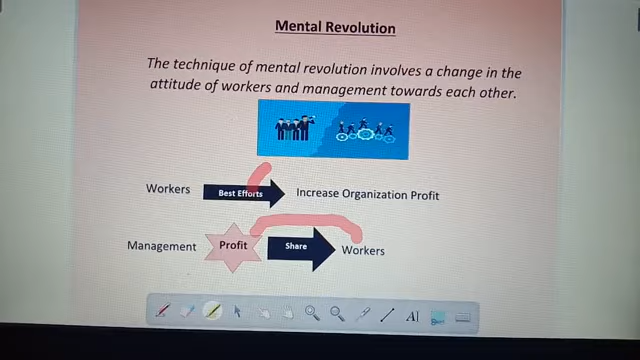 Mental Revolution
The technique of mental revolution involves a change in the
attitude of workers and management towards each other.
Workers Best Efforts Increase Organization Profit
Management Profit Share Workers
A